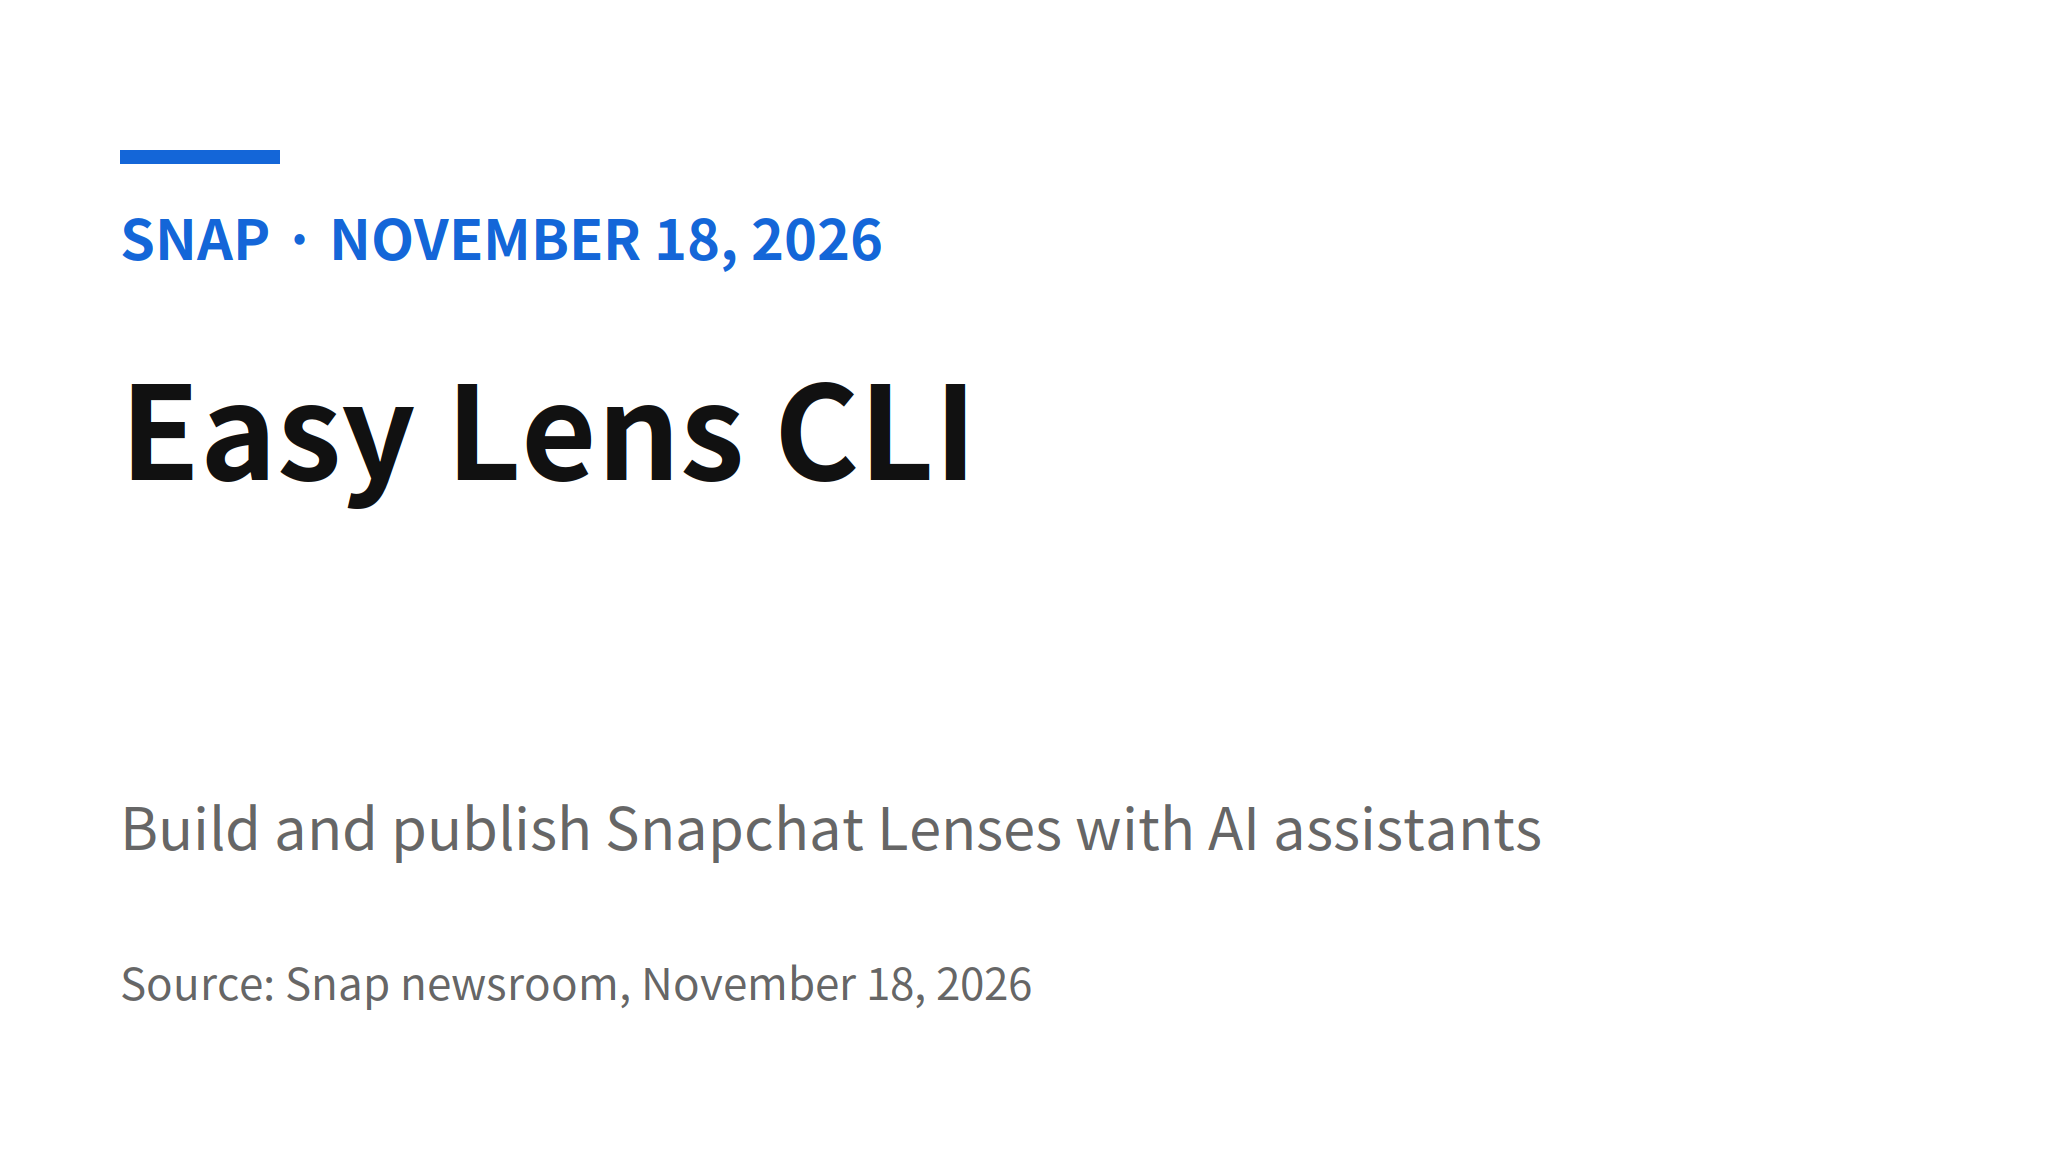 SNAP · NOVEMBER 18, 2026
Easy Lens CLI
Build and publish Snapchat Lenses with AI assistants
Source: Snap newsroom, November 18, 2026